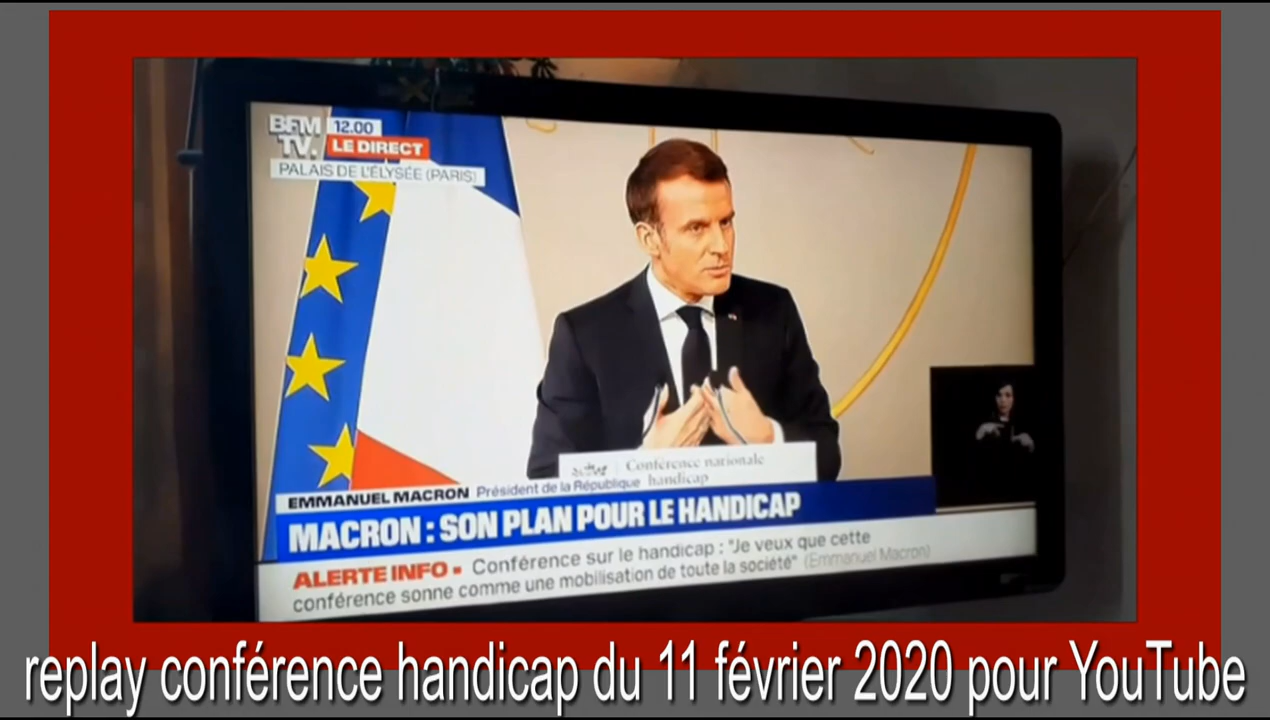 BFM
TV.
12.00
LE DIRECT
PALAIS DE L'ÉLYSÉE (PARIS)
Conférence nationale
handicap
EMMANUEL MACRON Président de la République
MACRON : SON PLAN POUR LE HANDICAP
ALERTE INFO ▪ Conférence sur le handicap : "Je veux que cette
conférence sonne comme une mobilisation de toute la société" (Emmanuel Macron)
replay conférence handicap du 11 février 2020 pour YouTube